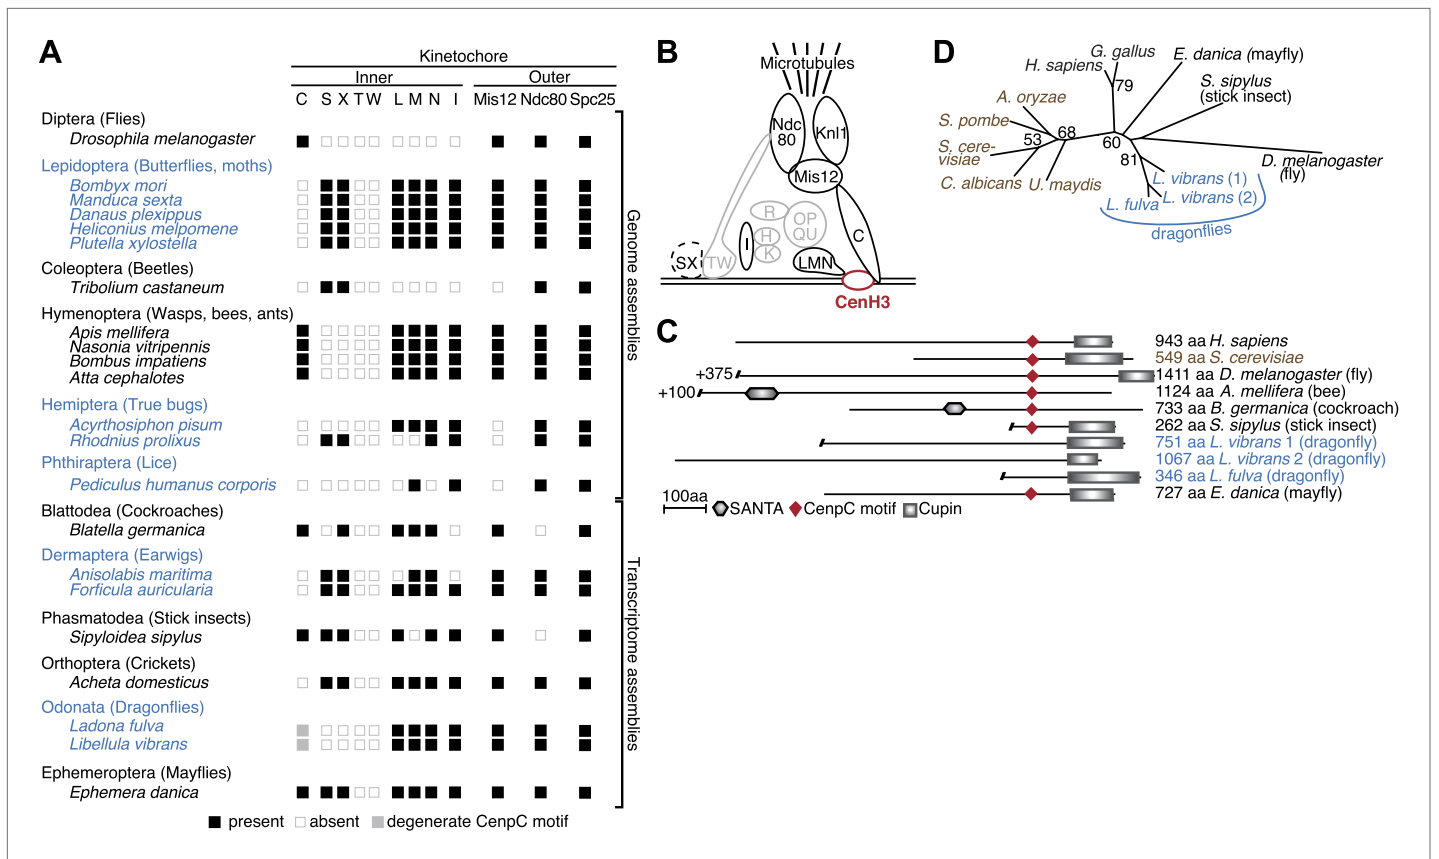 A
Kinetochore
Inner Outer
C S X T W L M N I Mis12 Ndc80 Spc25
Diptera (Flies)
Drosophila melanogaster
Lepidoptera (Butterflies, moths)
Bombyx mori
Manduca sexta
Danaus plexippus
Heliconius melpomene
Plutella xylostella
Coleoptera (Beetles)
Tribolium castaneum
Hymenoptera (Wasps, bees, ants)
Apis mellifera
Nasonia vitripennis
Bombus impatiens
Atta cephalotes
Hemiptera (True bugs)
Acyrthosiphon pisum
Rhodnius prolixus
Phthiraptera (Lice)
Pediculus humanus corporis
Blattodea (Cockroaches)
Blatella germanica
Dermaptera (Earwigs)
Anisolabis maritima
Forficula auricularia
Phasmatodea (Stick insects)
Sipyloidea sipylus
Orthoptera (Crickets)
Acheta domesticus
Odonata (Dragonflies)
Ladona fulva
Libellula vibrans
Ephemeroptera (Mayflies)
Ephemera danica
present absent degenerate CenpC motif
Genome assemblies
Transcriptome assemblies
B
Microtubules
Ndc
80
Knl1
Mis12
R
OP
QU
H
K
I
C
SX
TW
LMN
CenH3
D
G. gallus
H. sapiens
79
E. danica (mayfly)
S. sipylus
(stick insect)
A. oryzae
S. pombe
68
53
60
S. cere-
visiae
81
D. melanogaster
(fly)
C. albicans
U. maydis
L. vibrans (1)
L. vibrans (2)
L. fulva
dragonflies
C
943 aa H. sapiens
549 aa S. cerevisiae
+375
1411 aa D. melanogaster (fly)
+100
1124 aa A. mellifera (bee)
733 aa B. germanica (cockroach)
262 aa S. sipylus (stick insect)
751 aa L. vibrans 1 (dragonfly)
1067 aa L. vibrans 2 (dragonfly)
346 aa L. fulva (dragonfly)
727 aa E. danica (mayfly)
100aa
SANTA CenpC motif Cupin